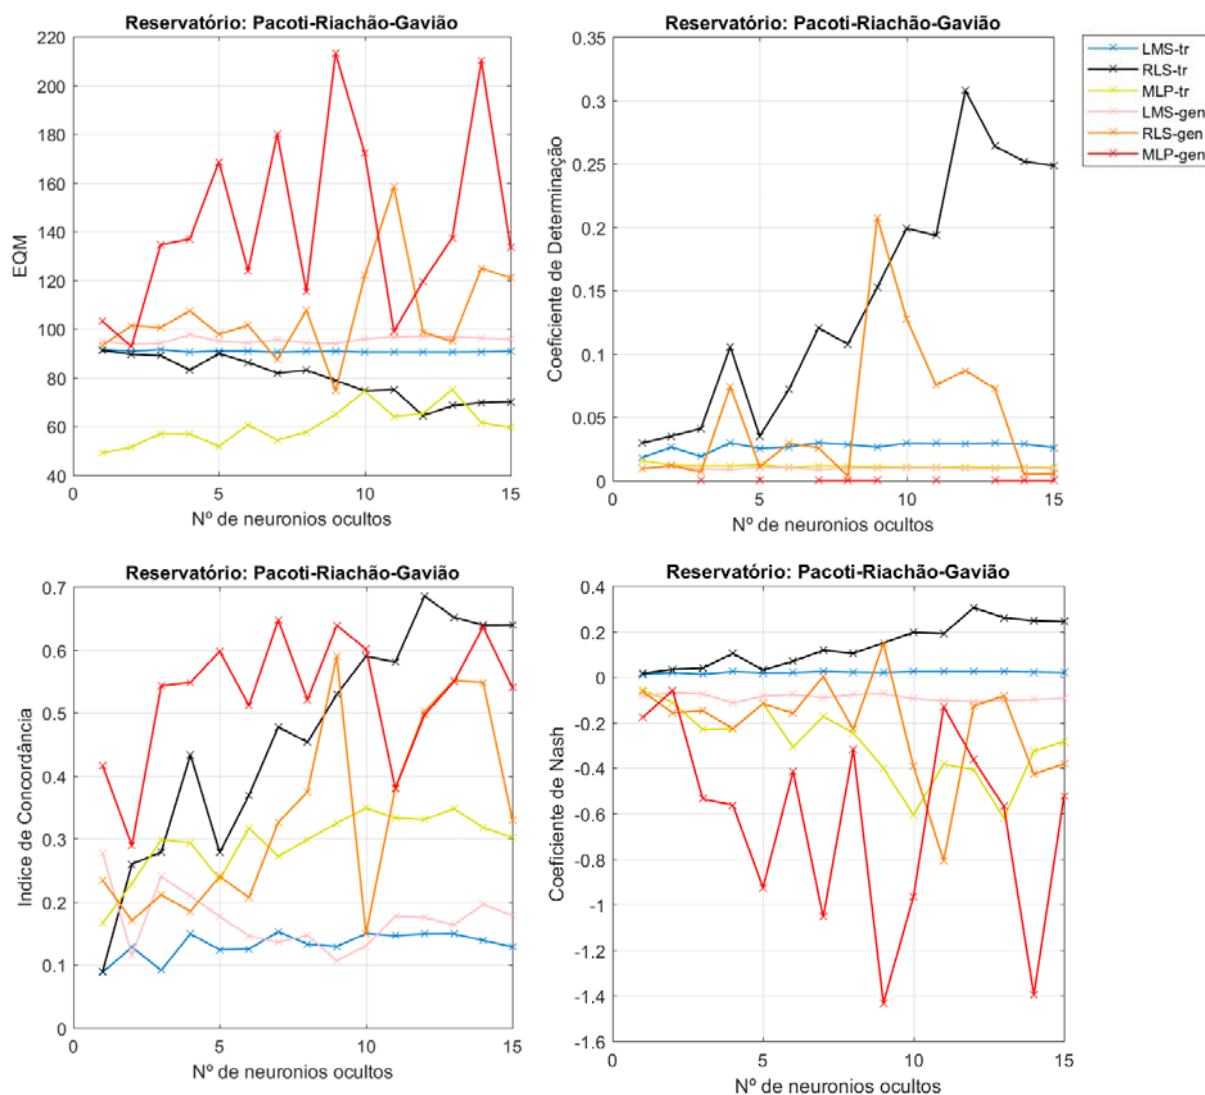 Reservatório: Pacoti-Riachão-Gavião
220
200
180
160
140
120
100
80
60
40
EQM
0
5
10
15
Nº de neuronios ocultos
Reservatório: Pacoti-Riachão-Gavião
0.35
0.3
0.25
0.2
0.15
0.1
0.05
0
Coeficiente de Determinação
0
5
10
15
Nº de neuronios ocultos
LMS-tr
RLS-tr
MLP-tr
LMS-gen
RLS-gen
MLP-gen
Reservatório: Pacoti-Riachão-Gavião
0.7
0.6
0.5
0.4
0.3
0.2
0.1
0
Indice de Concordância
0
5
10
15
Nº de neuronios ocultos
Reservatório: Pacoti-Riachão-Gavião
0.4
0.2
0
-0.2
-0.4
-0.6
-0.8
-1
-1.2
-1.4
-1.6
Coeficiente de Nash
0
5
10
15
Nº de neuronios ocultos